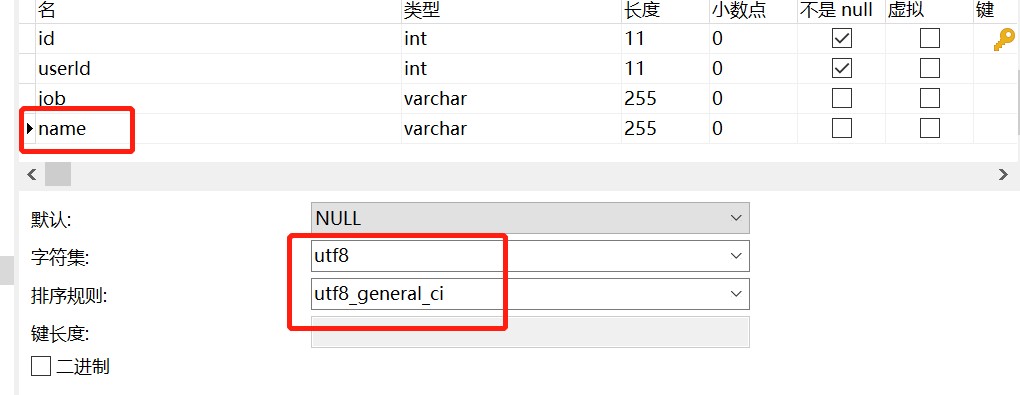 名 类型 长度 小数点 不是 null 虚拟 键
id int 11 0
userId int 11 0
job varchar 255 0
name varchar 255 0
默认: NULL
字符集: utf8
排序规则: utf8_general_ci
键长度:
二进制